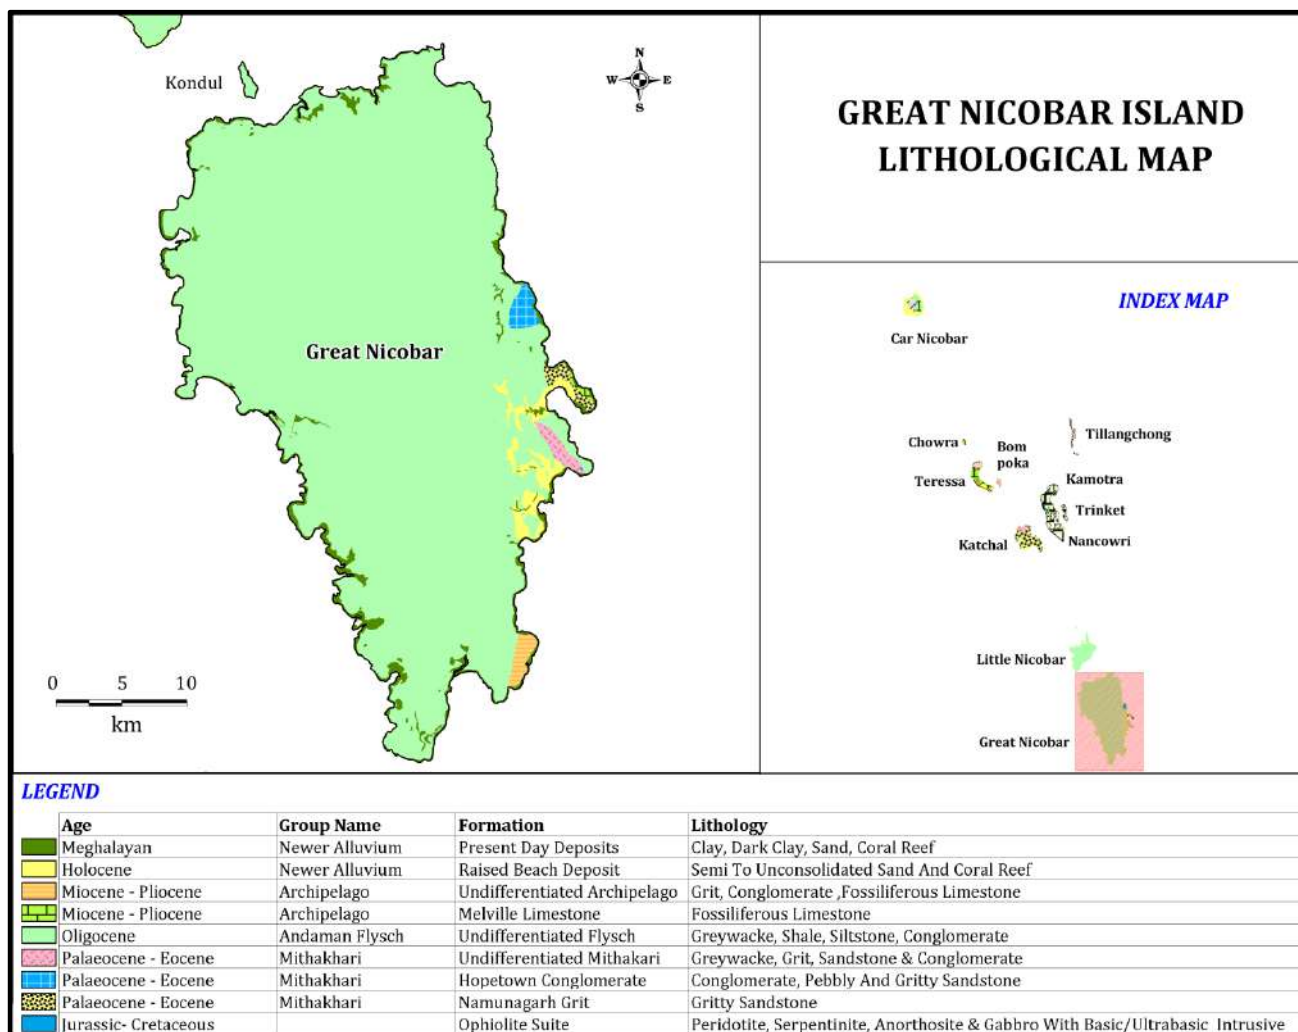 Kondul
N
W E
S
Great Nicobar
0 5 10
km
GREAT NICOBAR ISLAND
LITHOLOGICAL MAP
INDEX MAP
Car Nicobar
Chowra
Bom
poka
Tillangchong
Teressa
Kamotra
Trinket
Katchal
Nancowri
Little Nicobar
Great Nicobar
LEGEND
Age Group Name Formation Lithology
Meghalayan Newer Alluvium Present Day Deposits Clay, Dark Clay, Sand, Coral Reef
Holocene Newer Alluvium Raised Beach Deposit Semi To Unconsolidated Sand And Coral Reef
Miocene - Pliocene Archipelago Undifferentiated Archipelago Grit, Conglomerate ,Fossiliferous Limestone
Miocene - Pliocene Archipelago Melville Limestone Fossiliferous Limestone
Oligocene Andaman Flysch Undifferentiated Flysch Greywacke, Shale, Siltstone, Conglomerate
Palaeocene - Eocene Mithakhari Undifferentiated Mithakari Greywacke, Grit, Sandstone & Conglomerate
Palaeocene - Eocene Mithakhari Hopetown Conglomerate Conglomerate, Pebbly And Gritty Sandstone
Palaeocene - Eocene Mithakhari Namunagarh Grit Gritty Sandstone
Jurassic- Cretaceous Ophiolite Suite Peridotite, Serpentinite, Anorthosite & Gabbro With Basic/Ultrabasic Intrusive